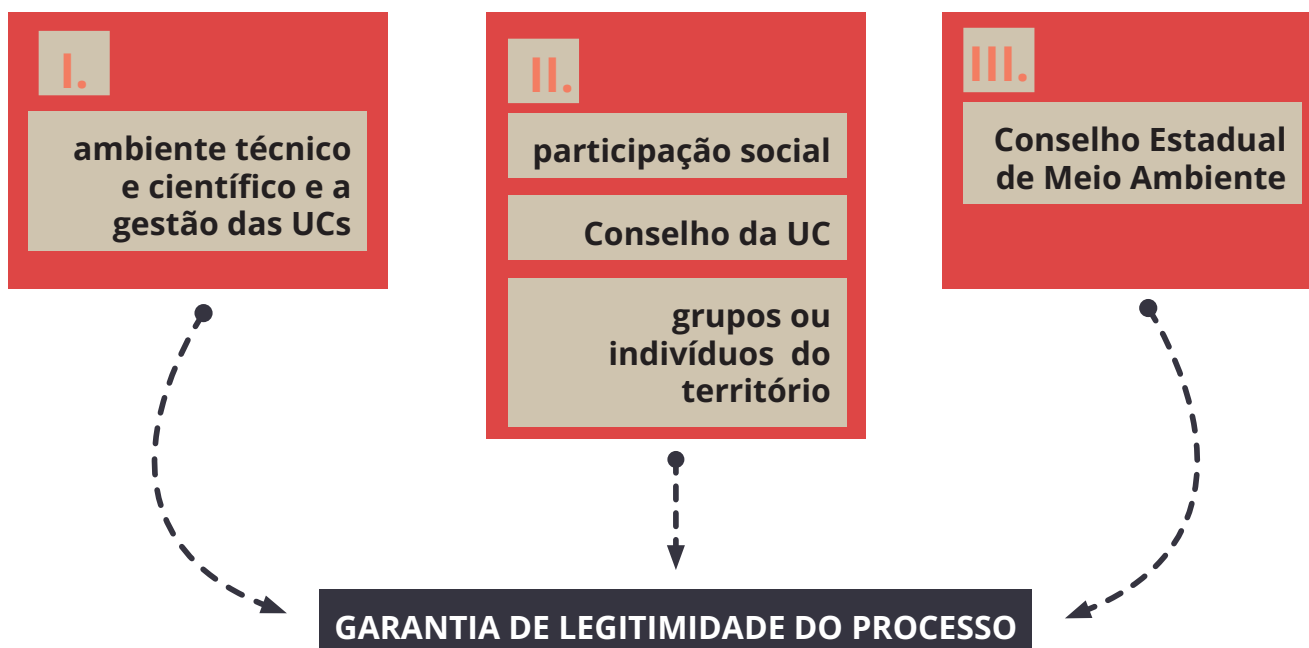 I.
ambiente técnico
e científico e a
gestão das UCs
II.
participação social
Conselho da UC
grupos ou
indivíduos do
território
III.
Conselho Estadual
de Meio Ambiente
GARANTIA DE LEGITIMIDADE DO PROCESSO